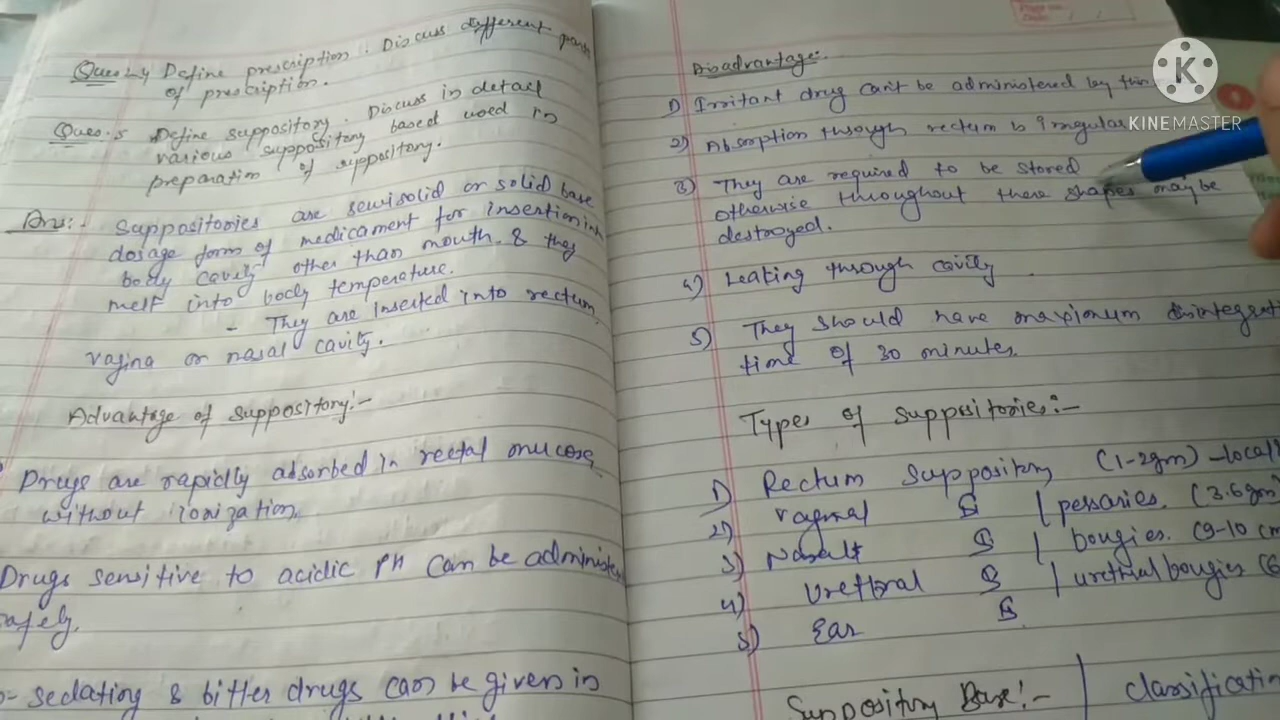 Ques.4 Define prescription. Discuss different parts
of prescription.
Ques.5 Define suppository. Discuss in detail
various suppository based used in
preparation of suppository.
Ans:- Suppositories are semisolid or solid base
dosage form of medicament for insertion into
body cavity other than mouth. & they
melt into body temperature.
- They are inserted into rectum,
vagina or nasal cavity.
Advantage of suppository:-
Drugs are rapidly adsorbed in rectal mucosa
without ionization.
Drugs sensitive to acidic PH can be administe
safely.
sedating & bitter drugs can be given in
Disadvantage:-
1) Irritant drug can't be administered by this
2) Absorption through rectum is irregular
3) They are required to be stored
otherwise throughout there shapes may be
destroyed.
4) Leaking through cavity
5) They should have maximum disintegrati
time of 30 minutes.
Types of suppositories:-
1) Rectum suppository (1-2gm) - locall
2) vaginal S | pessaries. (3.6gm
3) Nasal S | bougies. (9-10 cm
4) Urethral S | urethral bougies (6
5) Ear S
Suppository Base:- | classification
K
KINEMASTER